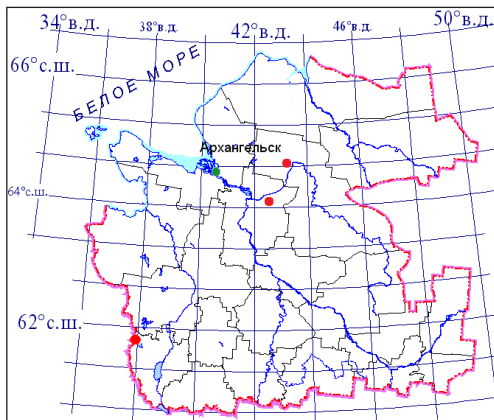 34°в.д.
38°в.д.
42°в.д.
46°в.д.
50°в.д.
66°с.ш.
БЕЛОЕ МОРЕ
Архангельск
64°с.ш.
62°с.ш.